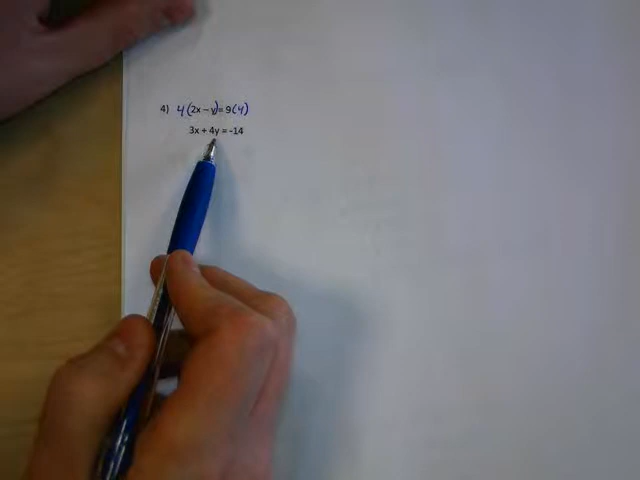 4) 4(2x – y) = 9(4)
3x + 4y = -14